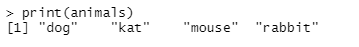 > print(animals)
[1] "dog"    "kat"    "mouse"  "rabbit"